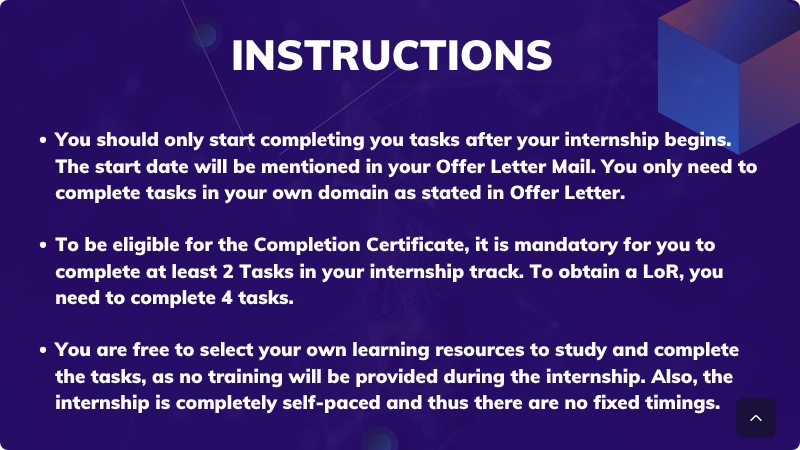 INSTRUCTIONS
• You should only start completing you tasks after your internship begins.
The start date will be mentioned in your Offer Letter Mail. You only need to
complete tasks in your own domain as stated in Offer Letter.
• To be eligible for the Completion Certificate, it is mandatory for you to
complete at least 2 Tasks in your internship track. To obtain a LoR, you
need to complete 4 tasks.
• You are free to select your own learning resources to study and complete
the tasks, as no training will be provided during the internship. Also, the
internship is completely self-paced and thus there are no fixed timings.